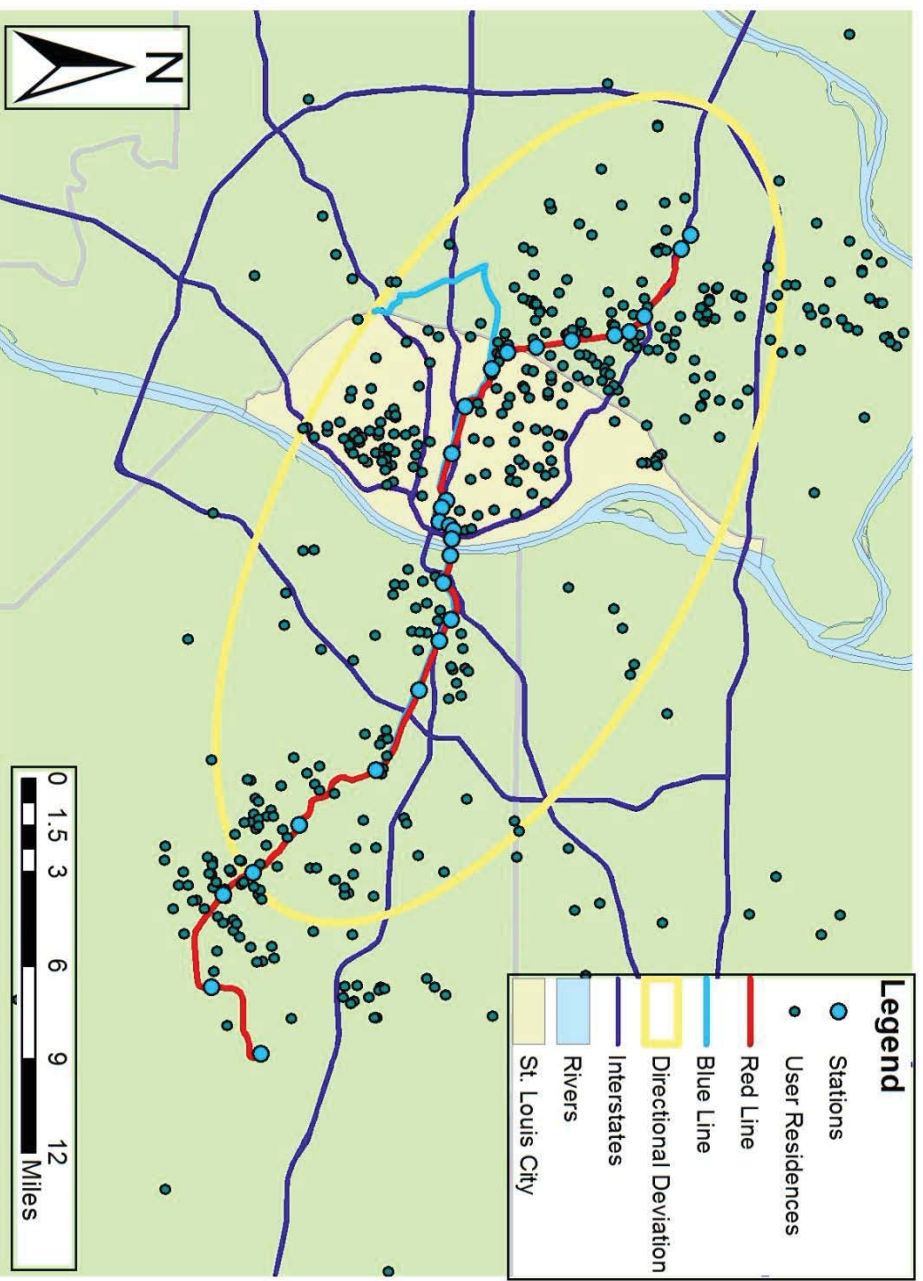 Legend
Stations
User Residences
Red Line
Blue Line
Directional Deviation
Interstates
Rivers
St. Louis City
N
0 1.5 3 6 9 12
Miles